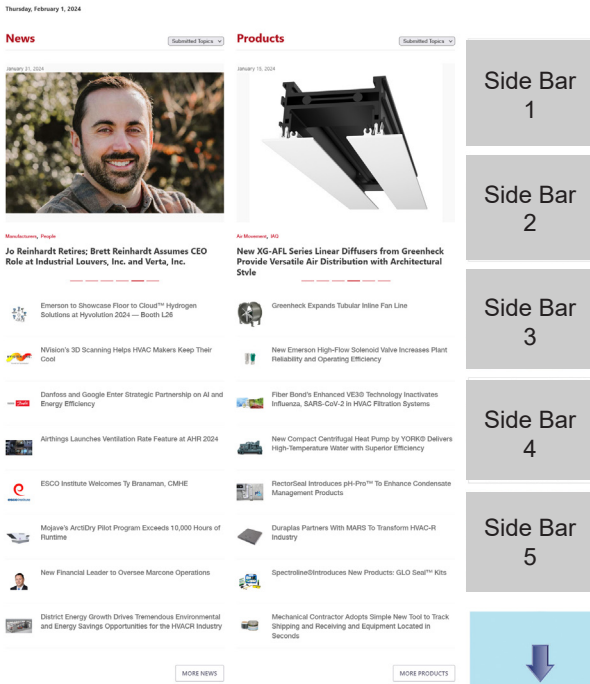 Thursday, February 1, 2024
News
Submitted Topics
January 31, 2024
Manufacturers, People
Jo Reinhardt Retires; Brett Reinhardt Assumes CEO
Role at Industrial Louvers, Inc. and Verta, Inc.
Emerson to Showcase Floor to Cloud™ Hydrogen
Solutions at Hyvolution 2024 — Booth L26
NVision's 3D Scanning Helps HVAC Makers Keep Their
Cool
Danfoss and Google Enter Strategic Partnership on AI and
Energy Efficiency
Airthings Launches Ventilation Rate Feature at AHR 2024
ESCO Institute Welcomes Ty Branaman, CMHE
Mojave's ArctiDry Pilot Program Exceeds 10,000 Hours of
Runtime
New Financial Leader to Oversee Marcone Operations
District Energy Growth Drives Tremendous Environmental
and Energy Savings Opportunities for the HVACR Industry
MORE NEWS
Products
Submitted Topics
Air Movement, IAQ
New XG-AFL Series Linear Diffusers from Greenheck
Provide Versatile Air Distribution with Architectural
Style
Greenheck Expands Tubular Inline Fan Line
New Emerson High-Flow Solenoid Valve Increases Plant
Reliability and Operating Efficiency
Fiber Bond's Enhanced VE3® Technology Inactivates
Influenza, SARS-CoV-2 in HVAC Filtration Systems
New Compact Centrifugal Heat Pump by YORK® Delivers
High-Temperature Water with Superior Efficiency
RectorSeal Introduces pH-Pro™ To Enhance Condensate
Management Products
Duraplas Partners With MARS To Transform HVAC-R
Industry
Spectroline®Introduces New Products: GLO Seal™ Kits
Mechanical Contractor Adopts Simple New Tool to Track
Shipping and Receiving and Equipment Located in
Seconds
MORE PRODUCTS
Side Bar
1
Side Bar
2
Side Bar
3
Side Bar
4
Side Bar
5